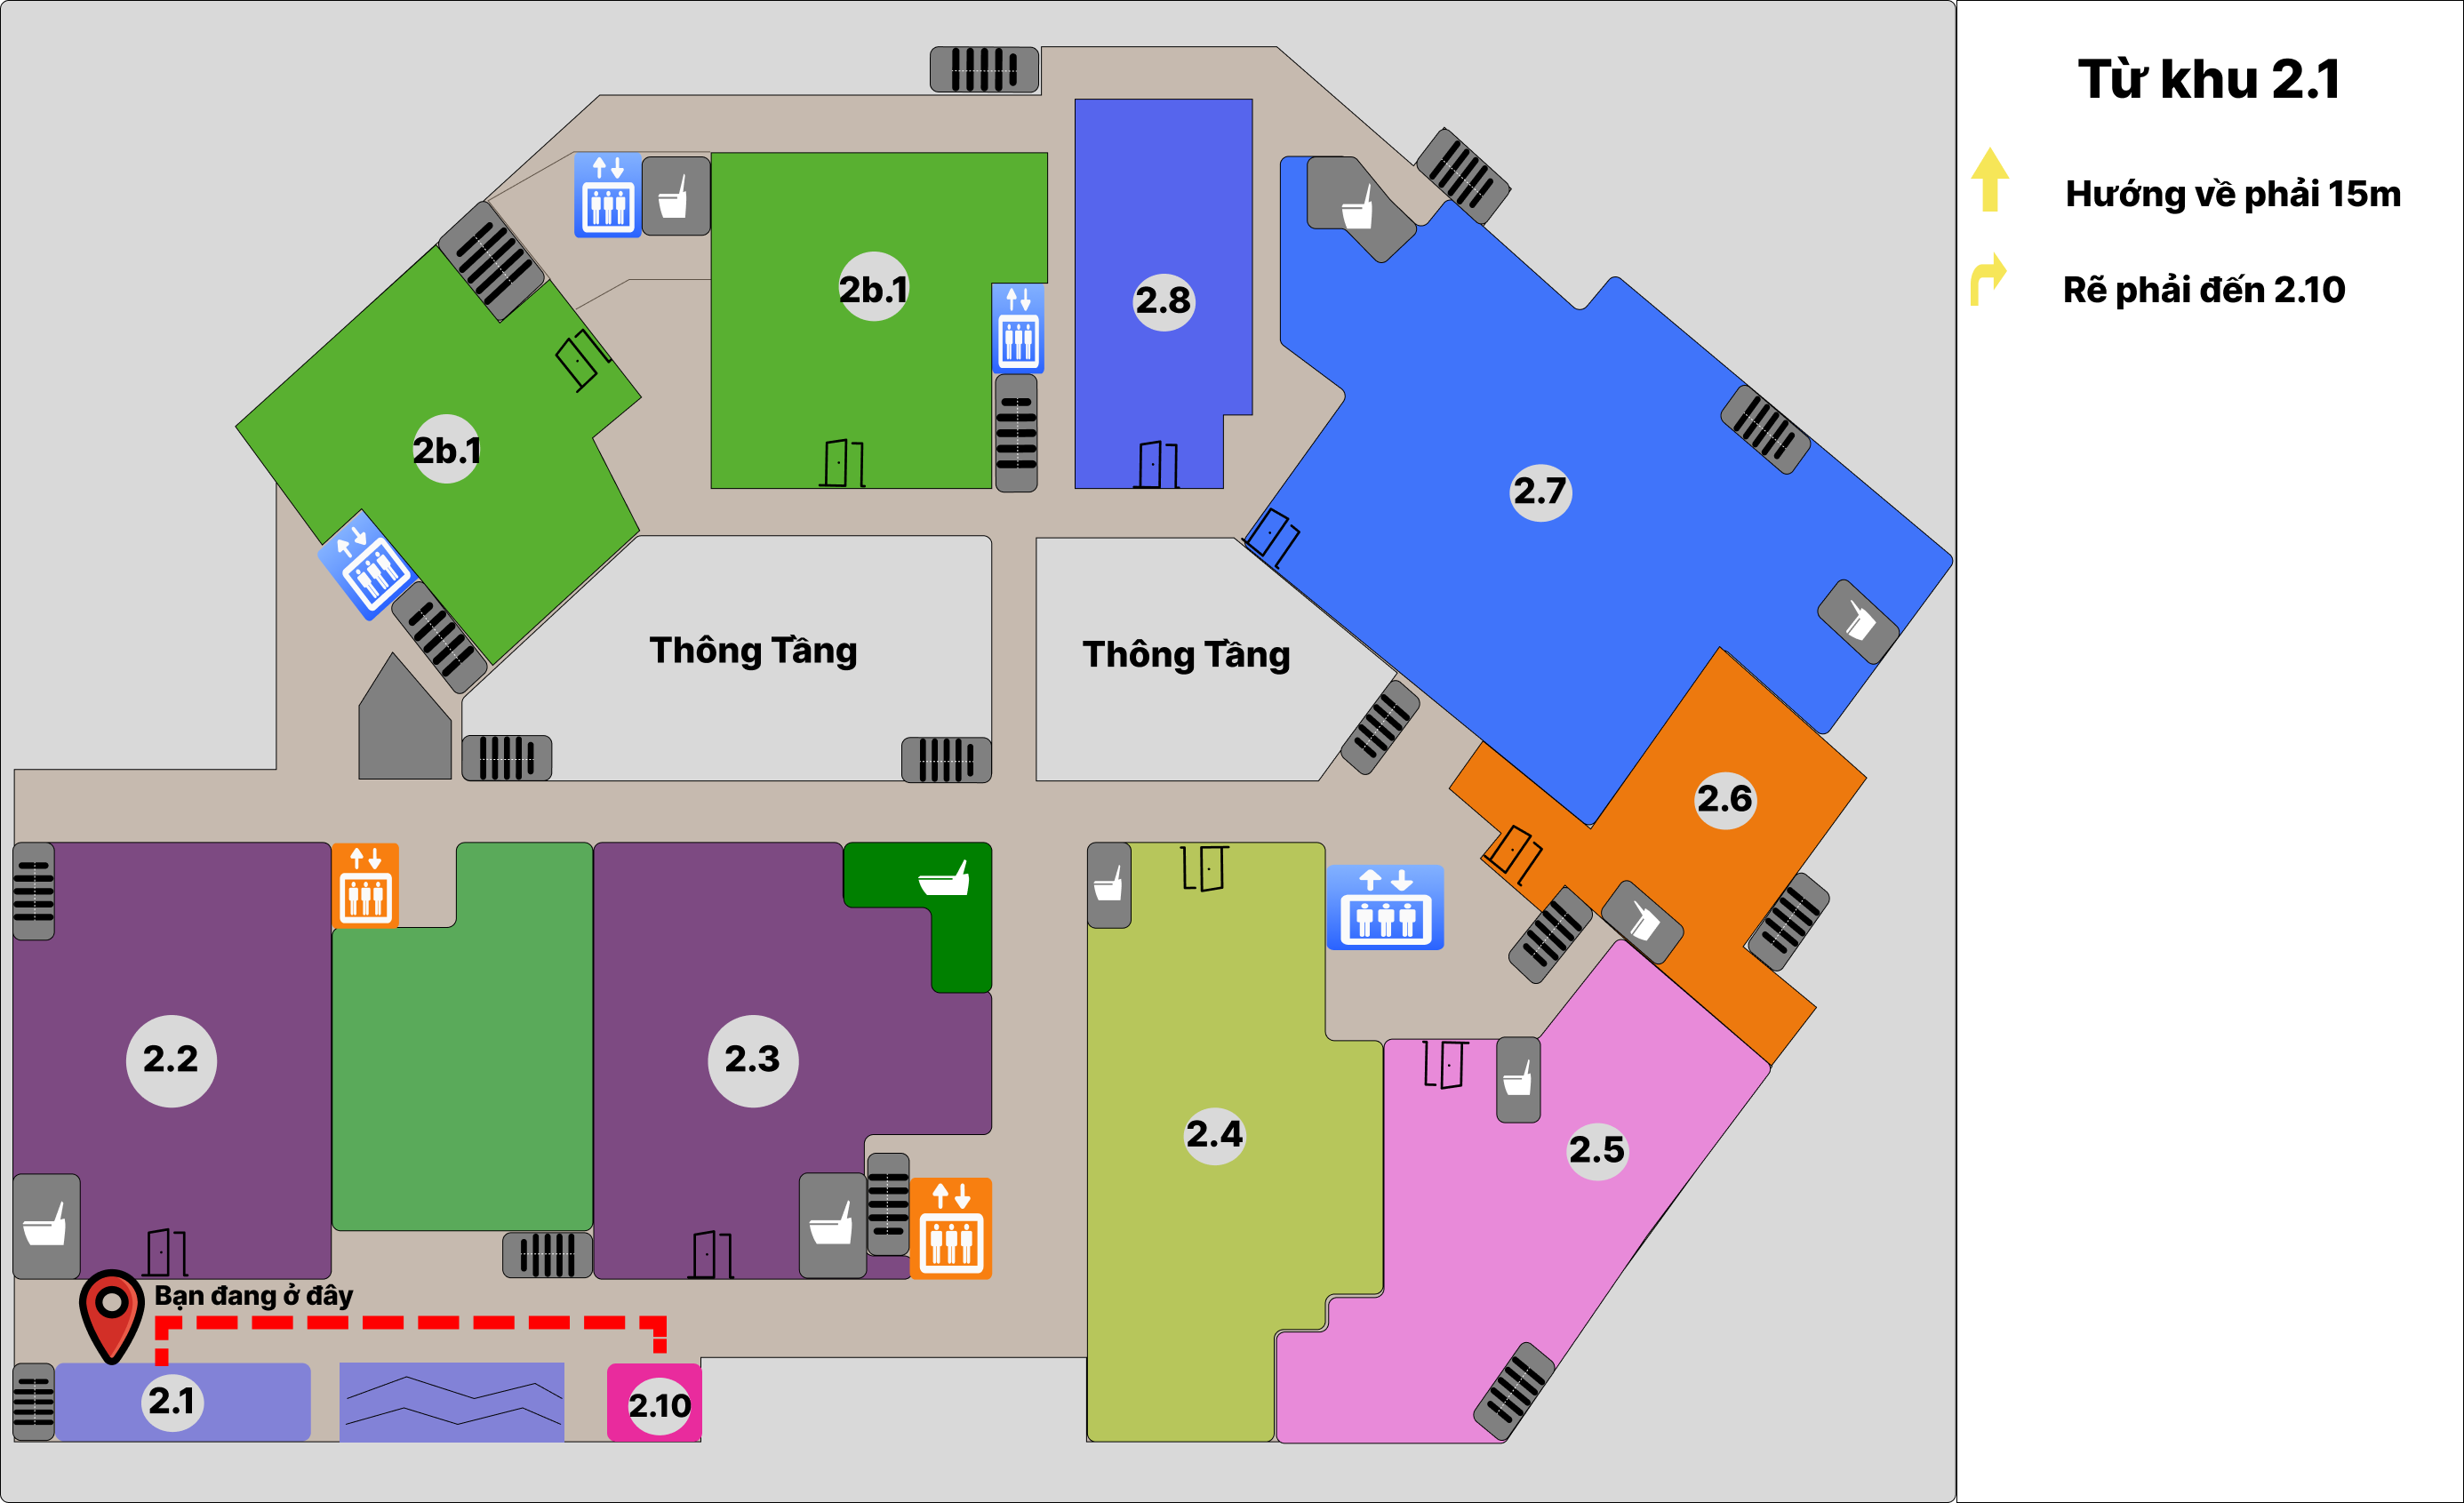 Từ khu 2.1
Hướng về phải 15m
Rẽ phải đến 2.10
2b.1
2.8
2b.1
2.7
Thông Tầng
Thông Tầng
2.6
2.2
2.3
2.4
2.5
Bạn đang ở đây
2.1
2.10